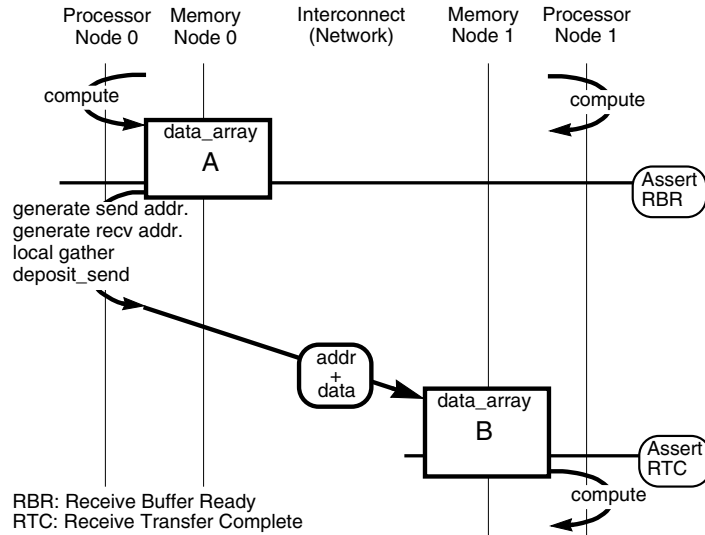 Processor Memory Interconnect Memory Processor
Node 0 Node 0 (Network) Node 1 Node 1
compute
compute
data_array
A
Assert
RBR
generate send addr.
generate recv addr.
local gather
deposit_send
addr
+
data
data_array
B
Assert
RTC
compute
RBR: Receive Buffer Ready
RTC: Receive Transfer Complete